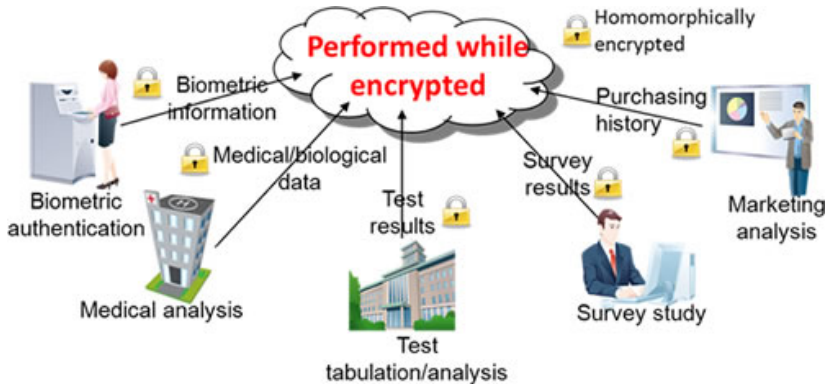 Performed while
encrypted
Homomorphically
encrypted
Biometric
information
Biometric
authentication
Medical/biological
data
Medical analysis
Test
results
Test
tabulation/analysis
Survey
results
Survey study
Purchasing
history
Marketing
analysis
H